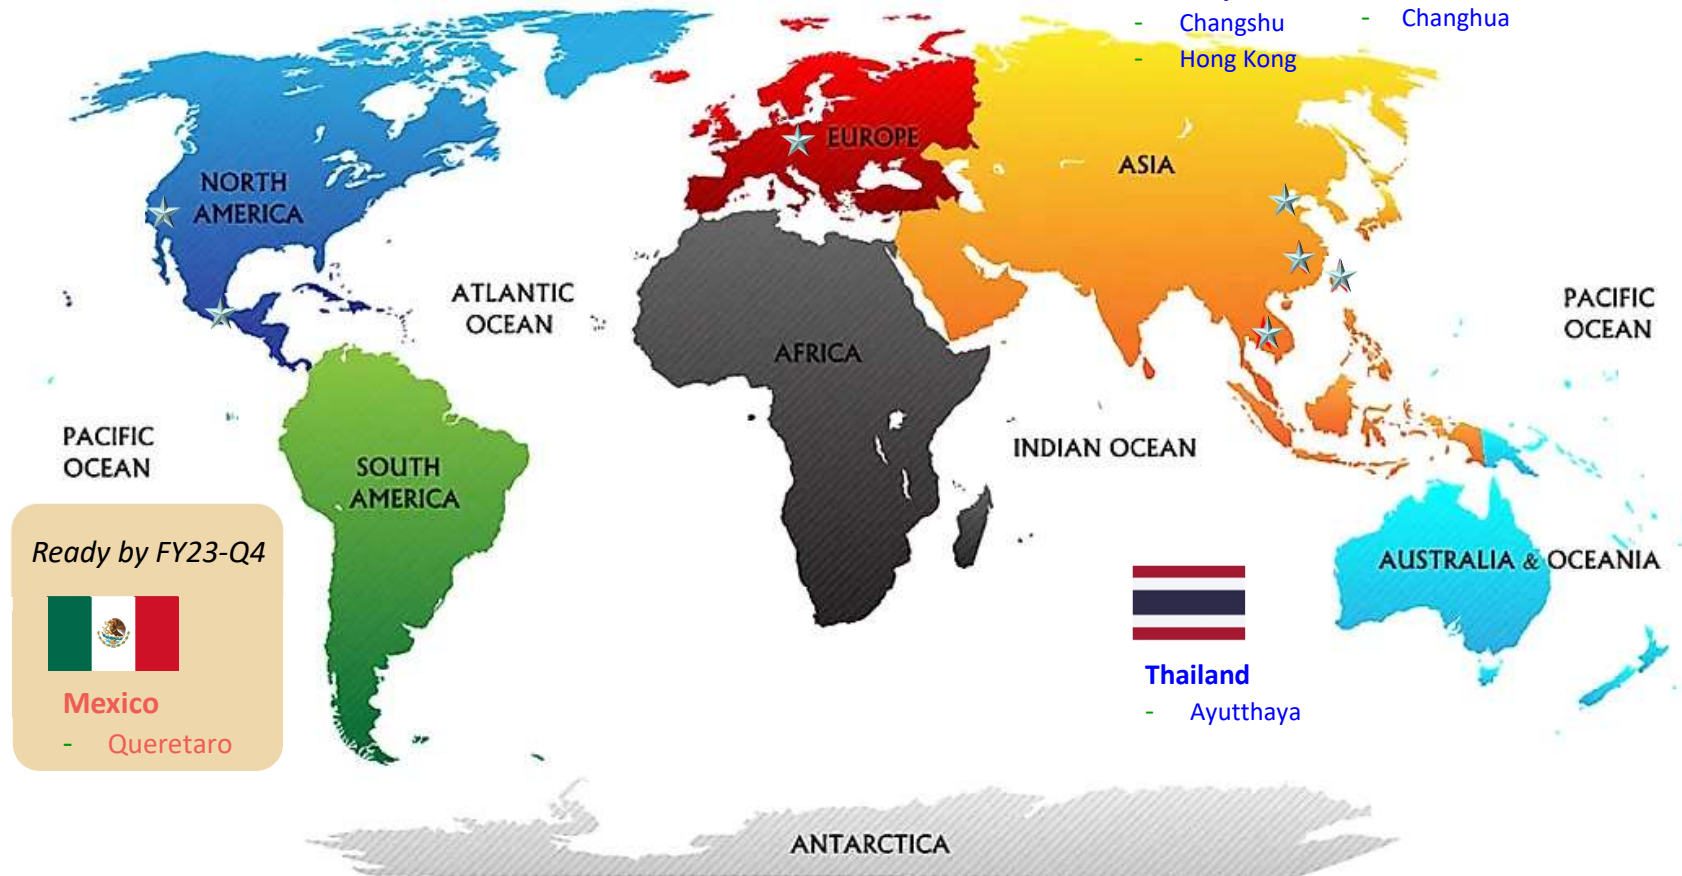 - Changshu
- Changhua
- Hong Kong
EUROPE
ASIA
NORTH
AMERICA
ATLANTIC
OCEAN
PACIFIC
OCEAN
AFRICA
PACIFIC
OCEAN
INDIAN OCEAN
SOUTH
AMERICA
Ready by FY23-Q4
AUSTRALIA & OCEANIA
Mexico
- Queretaro
Thailand
- Ayutthaya
ANTARCTICA